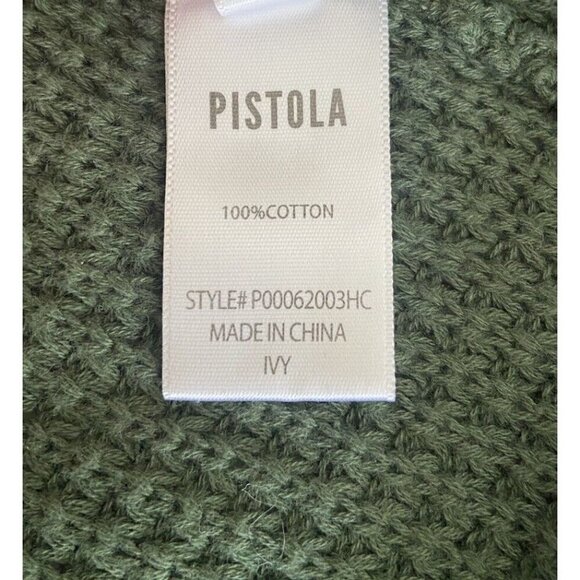 PISTOLA
100%COTTON
STYLE# P00062003HC
MADE IN CHINA
IVY